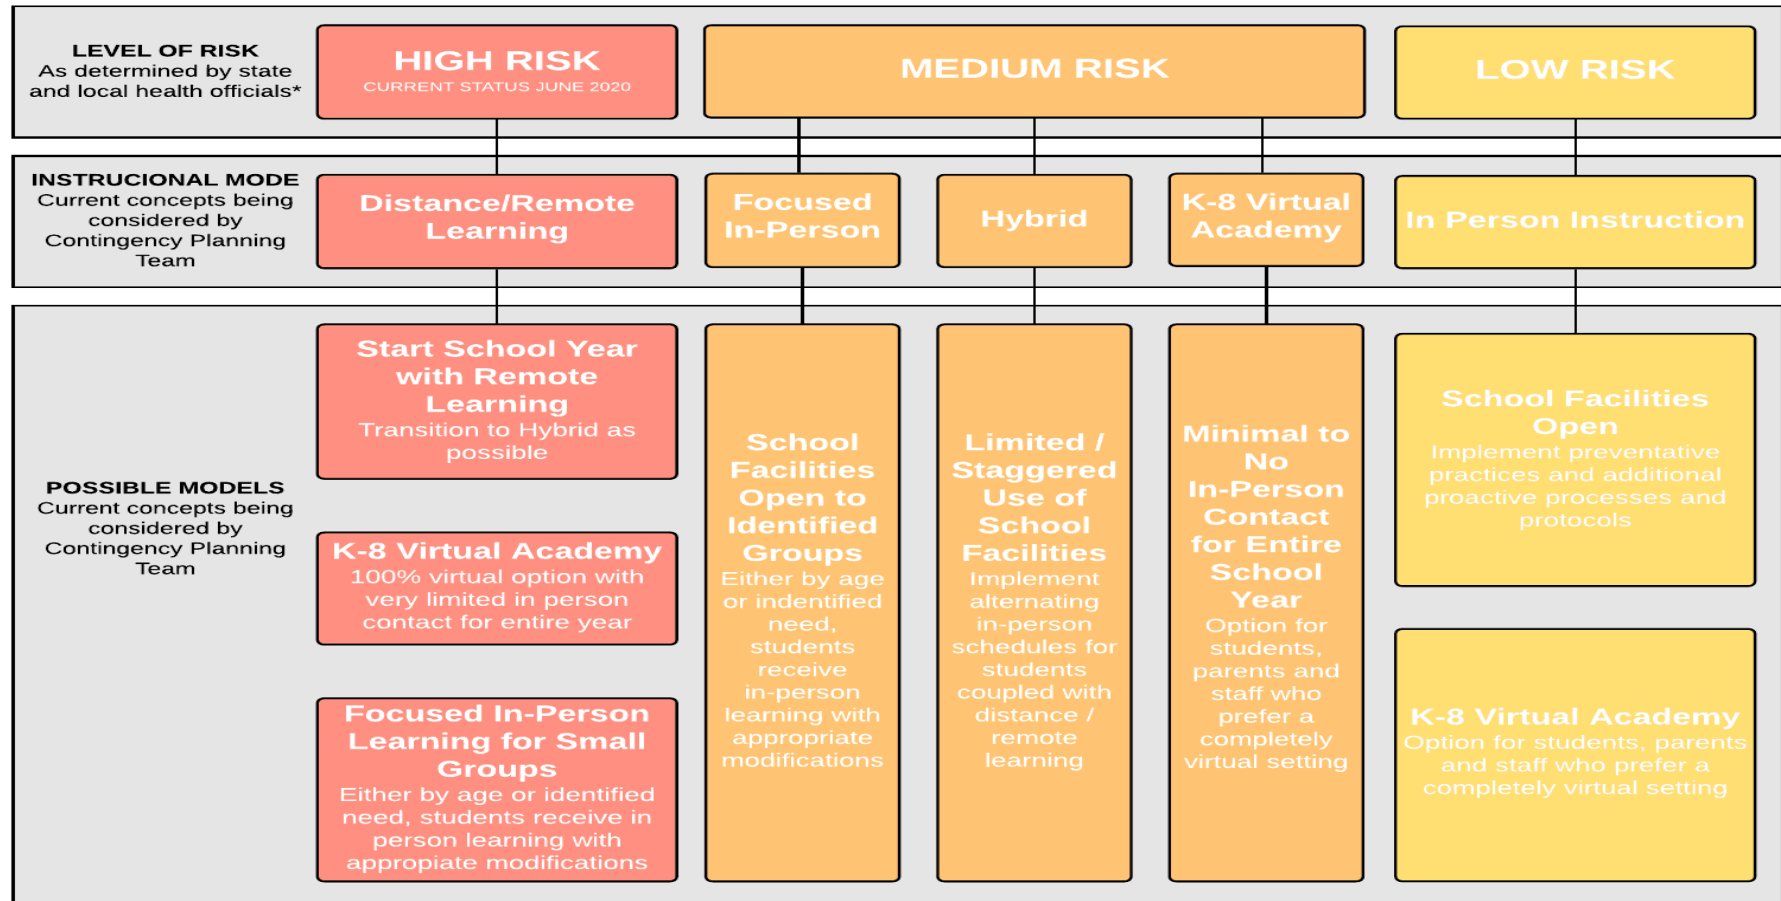 LEVEL OF RISK
As determined by state
and local health officials*
HIGH RISK
CURRENT STATUS JUNE 2020
MEDIUM RISK
LOW RISK
INSTRUCIONAL MODE
Current concepts being
considered by
Contingency Planning
Team
Distance/Remote
Learning
Focused
In-Person
Hybrid
K-8 Virtual
Academy
In Person Instruction
POSSIBLE MODELS
Current concepts being
considered by
Contingency Planning
Team
Start School Year
with Remote
Learning
Transition to Hybrid as
possible
K-8 Virtual Academy
100% virtual option with
very limited in person
contact for entire year
Focused In-Person
Learning for Small
Groups
Either by age or identified
need, students receive in
person learning with
appropiate modifications
School
Facilities
Open to
Identified
Groups
Either by age
or indentified
need,
students
receive
in-person
learning with
appropriate
modifications
Limited /
Staggered
Use of
School
Facilities
Implement
alternating
in-person
schedules for
students
coupled with
distance /
remote
learning
Minimal to
No
In-Person
Contact
for Entire
School
Year
Option for
students,
parents and
staff who
prefer a
completely
virtual setting
School Facilities
Open
Implement preventative
practices and additional
proactive processes and
protocols
K-8 Virtual Academy
Option for students, parents
and staff who prefer a
completely virtual setting